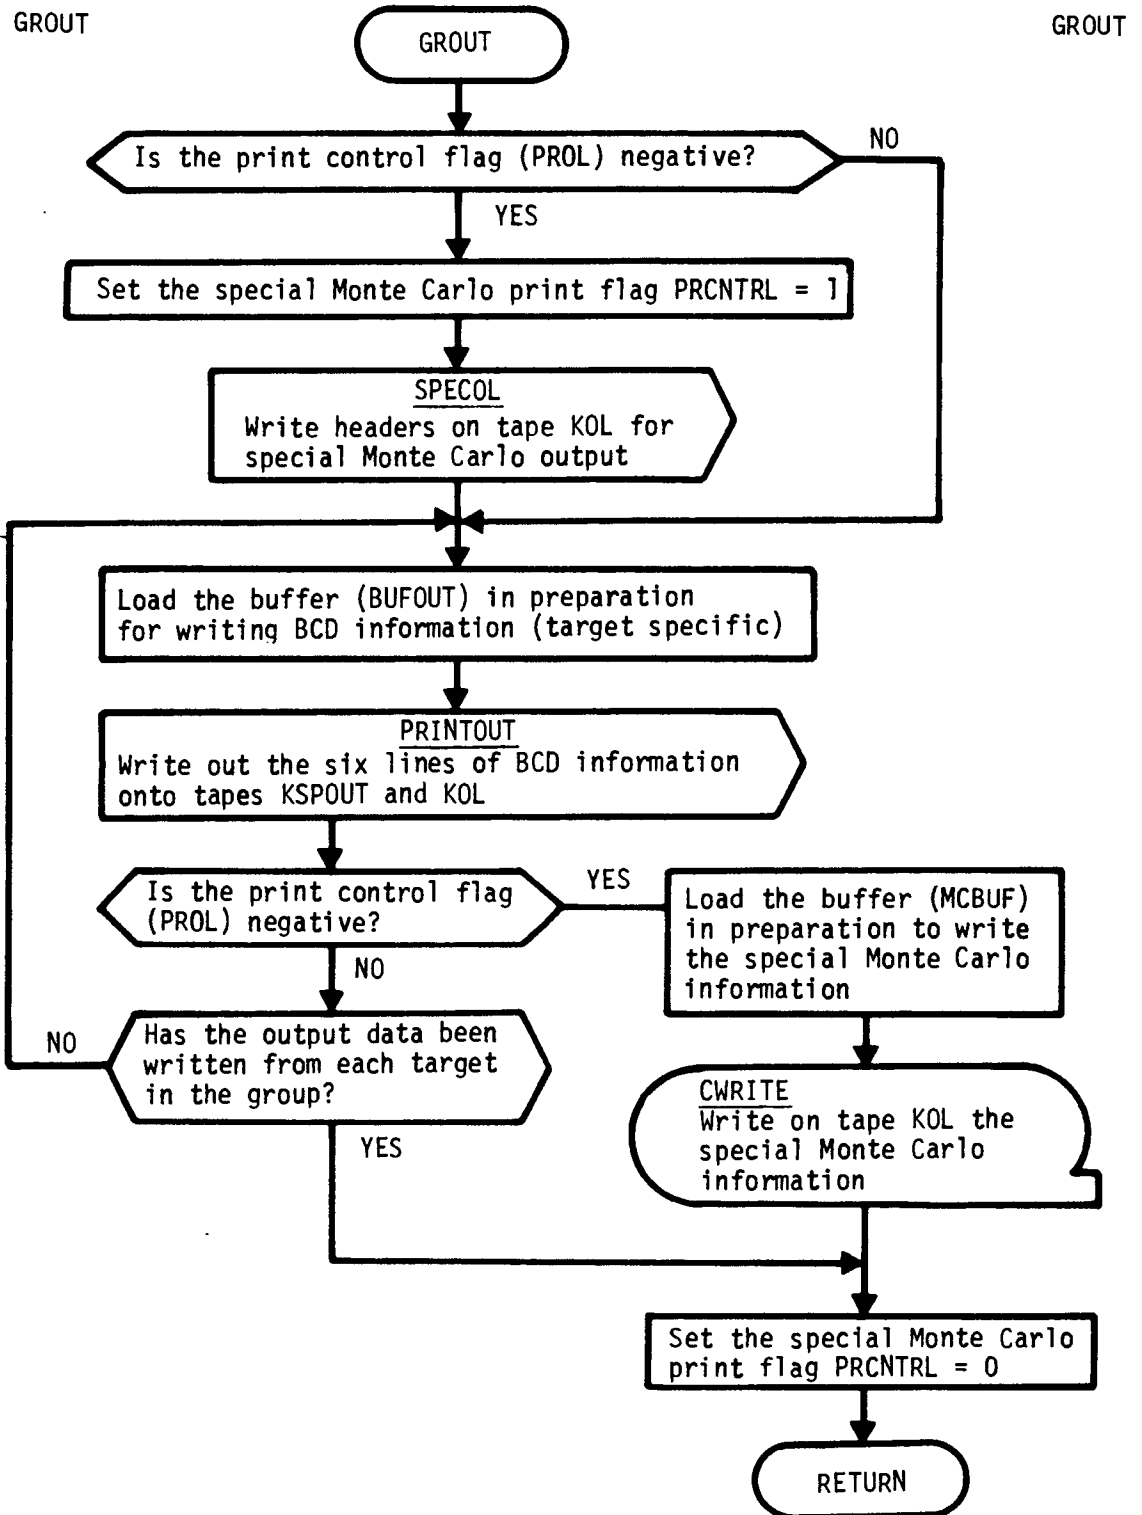 GROUT
GROUT
GROUT
Is the print control flag (PROL) negative?
NO
YES
Set the special Monte Carlo print flag PRCNTRL = 1
SPECOL
Write headers on tape KOL for
special Monte Carlo output
Load the buffer (BUFOUT) in preparation
for writing BCD information (target specific)
PRINTOUT
Write out the six lines of BCD information
onto tapes KSPOUT and KOL
Is the print control flag
(PROL) negative?
YES
Load the buffer (MCBUF)
in preparation to write
the special Monte Carlo
information
NO
Has the output data been
written from each target
in the group?
NO
YES
CWRITE
Write on tape KOL the
special Monte Carlo
information
Set the special Monte Carlo
print flag PRCNTRL = 0
RETURN